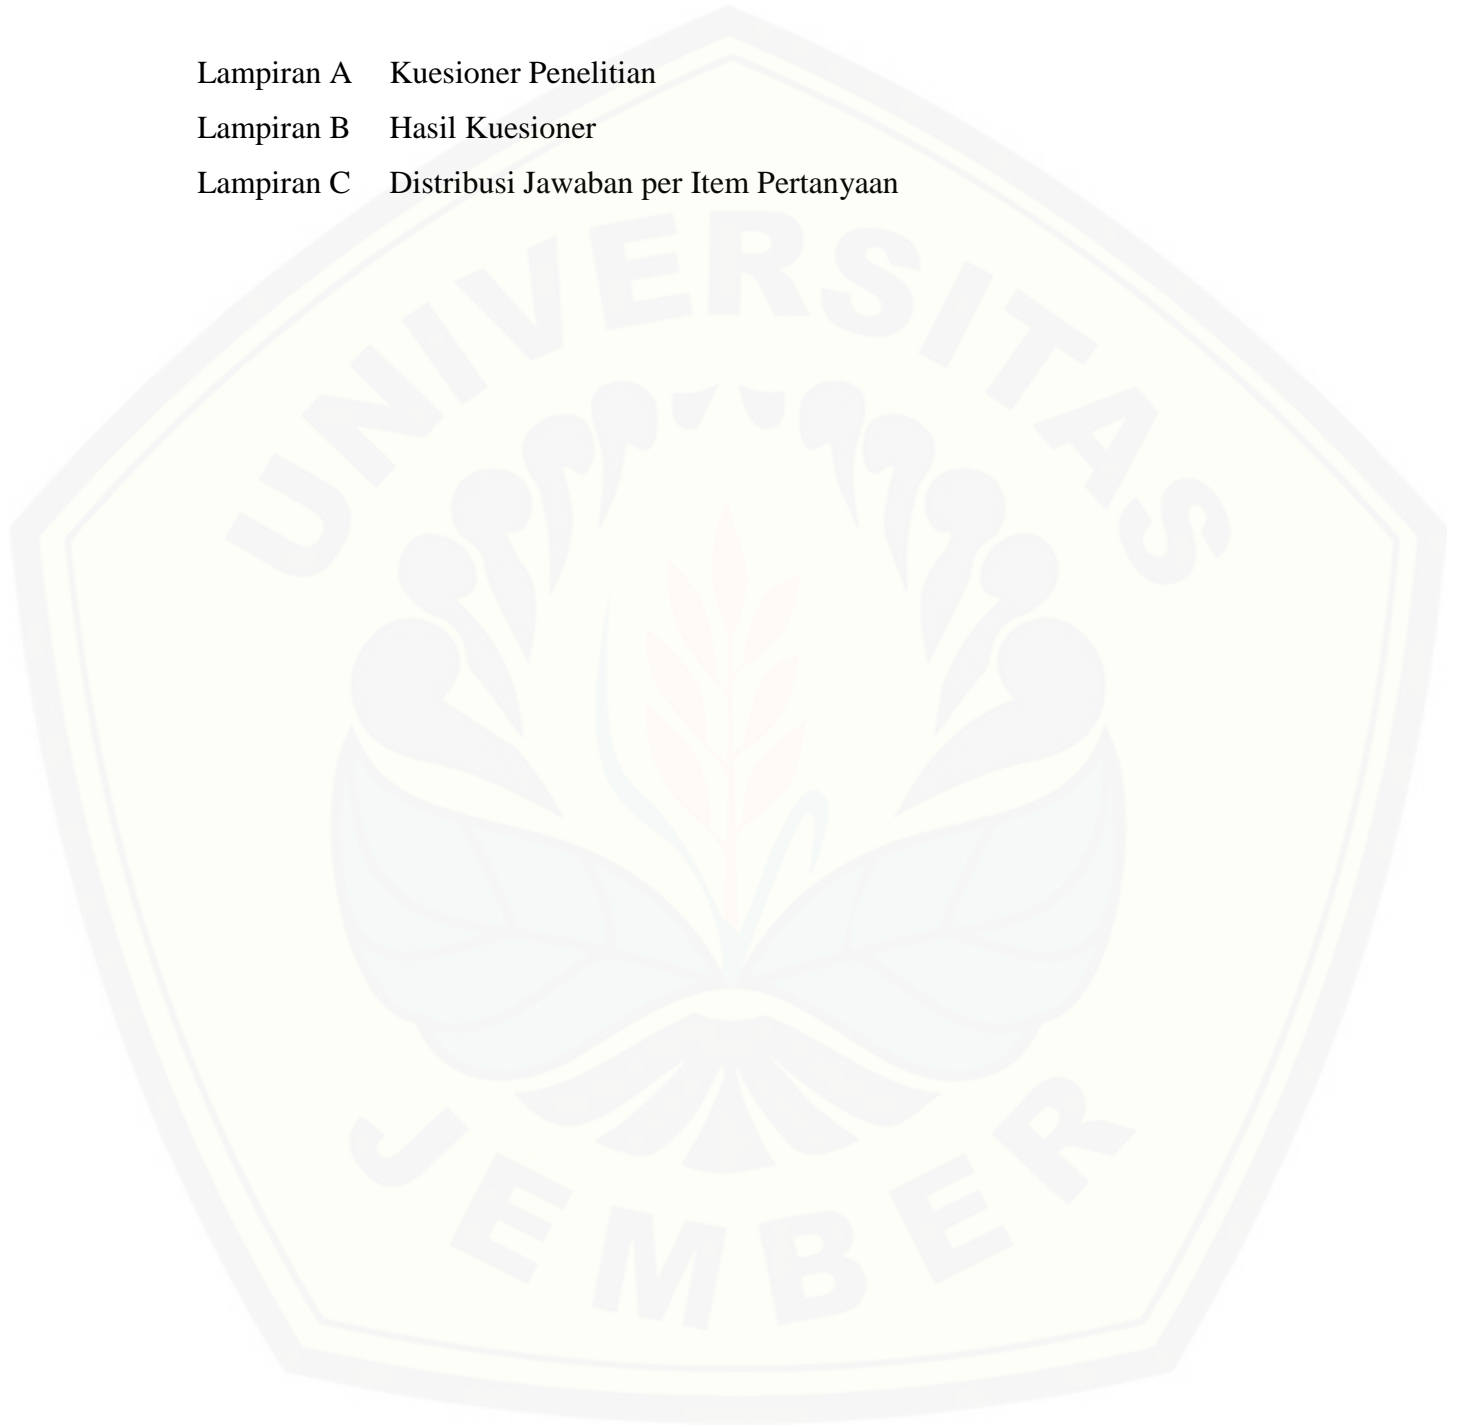 Lampiran A Kuesioner Penelitian
Lampiran B Hasil Kuesioner
Lampiran C Distribusi Jawaban per Item Pertanyaan
UNIVERSITAS
JEMBER